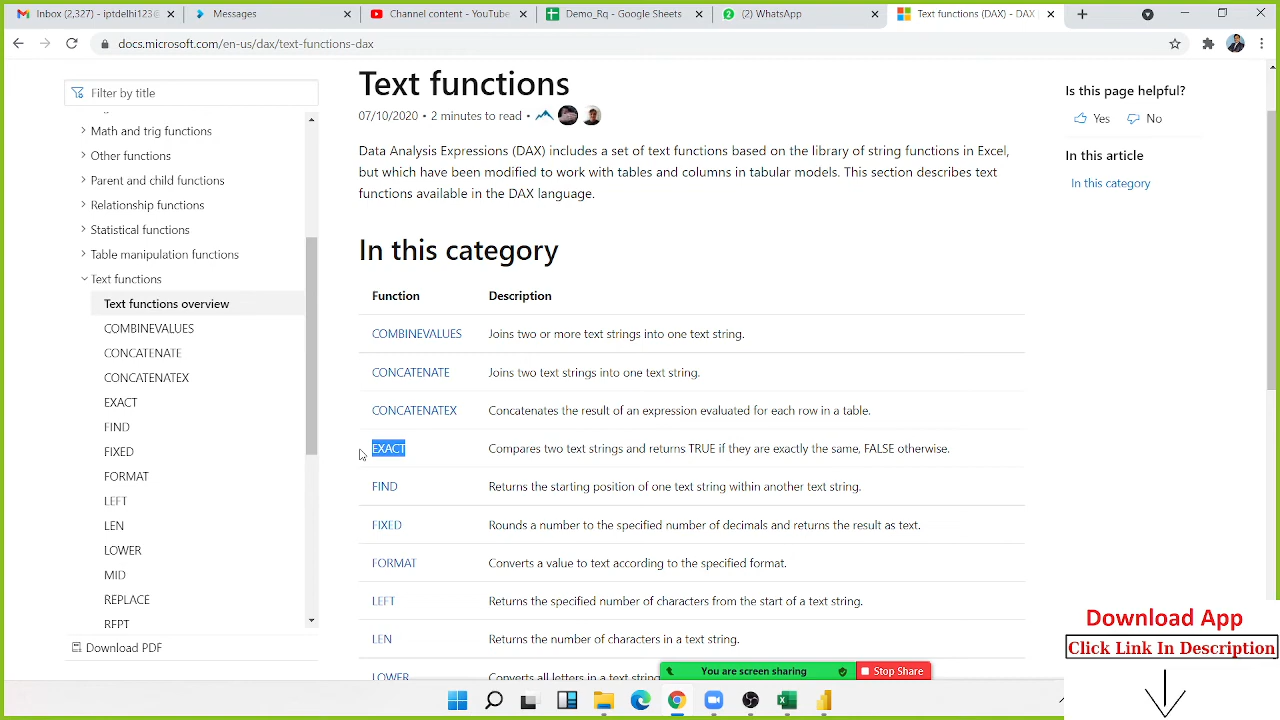 Inbox (2,327) - iptdelhi123@
Messages
Channel content - YouTube
Demo_Rq - Google Sheets
(2) WhatsApp
Text functions (DAX) - DAX
docs.microsoft.com/en-us/dax/text-functions-dax
Filter by title
Math and trig functions
Other functions
Parent and child functions
Relationship functions
Statistical functions
Table manipulation functions
Text functions
Text functions overview
COMBINEVALUES
CONCATENATE
CONCATENATEX
EXACT
FIND
FIXED
FORMAT
LEFT
LEN
LOWER
MID
REPLACE
REPT
Download PDF
Text functions
07/10/2020 • 2 minutes to read •
Data Analysis Expressions (DAX) includes a set of text functions based on the library of string functions in Excel,
but which have been modified to work with tables and columns in tabular models. This section describes text
functions available in the DAX language.
In this category
Function Description
COMBINEVALUES Joins two or more text strings into one text string.
CONCATENATE Joins two text strings into one text string.
CONCATENATEX Concatenates the result of an expression evaluated for each row in a table.
EXACT Compares two text strings and returns TRUE if they are exactly the same, FALSE otherwise.
FIND Returns the starting position of one text string within another text string.
FIXED Rounds a number to the specified number of decimals and returns the result as text.
FORMAT Converts a value to text according to the specified format.
LEFT Returns the specified number of characters from the start of a text string.
LEN Returns the number of characters in a text string.
LOWER Converts all letters in a text string
You are screen sharing
Stop Share
Is this page helpful?
Yes No
In this article
In this category
Download App
Click Link In Description